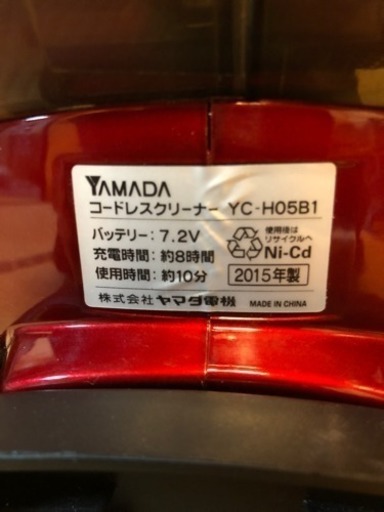 YAMADA
コードレスクリーナー YC-H05B1
バッテリー：7.2V
充電時間：約8時間
使用時間：約10分
使用後は
リサイクルへ
Ni-Cd
2015年製
株式会社ヤマダ電機
MADE IN CHINA